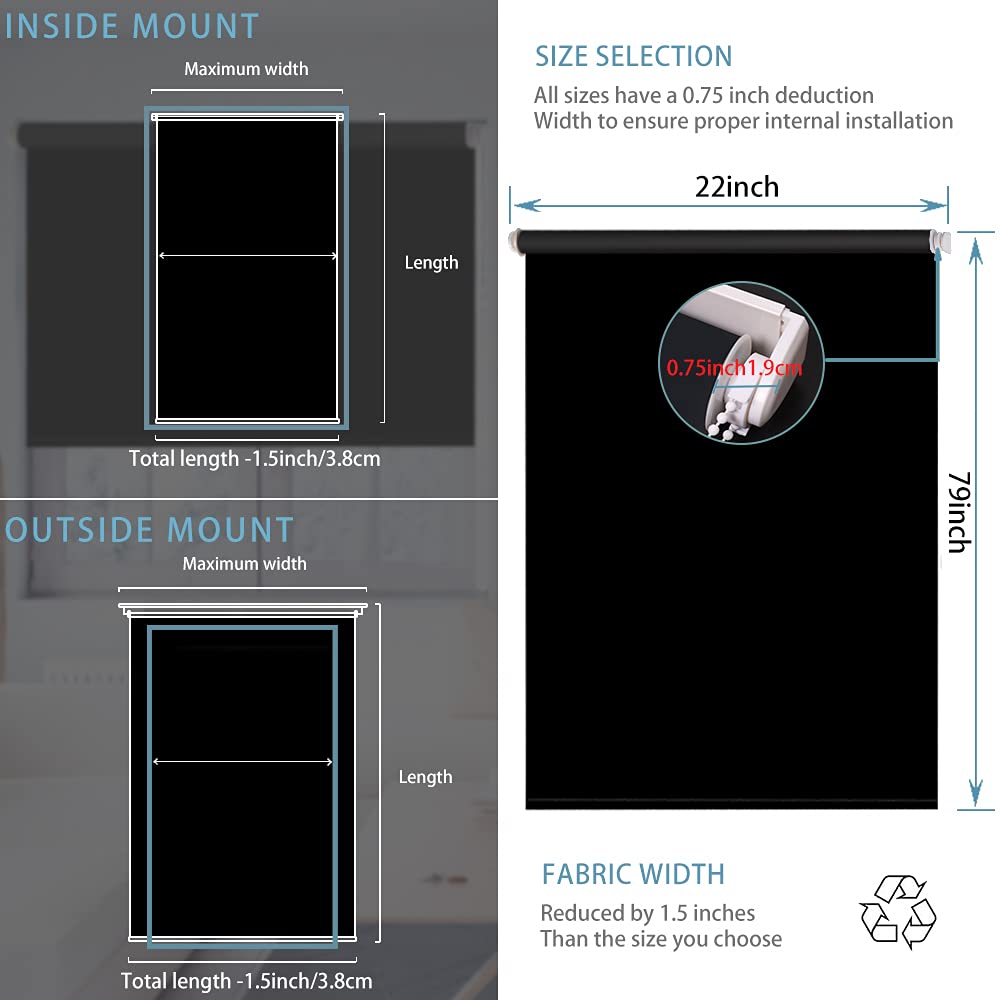 INSIDE MOUNT
Maximum width
Length
Total length -1.5inch/3.8cm
OUTSIDE MOUNT
Maximum width
Length
Total length -1.5inch/3.8cm
SIZE SELECTION
All sizes have a 0.75 inch deduction
Width to ensure proper internal installation
22inch
0.75inch1.9cm
79inch
FABRIC WIDTH
Reduced by 1.5 inches
Than the size you choose